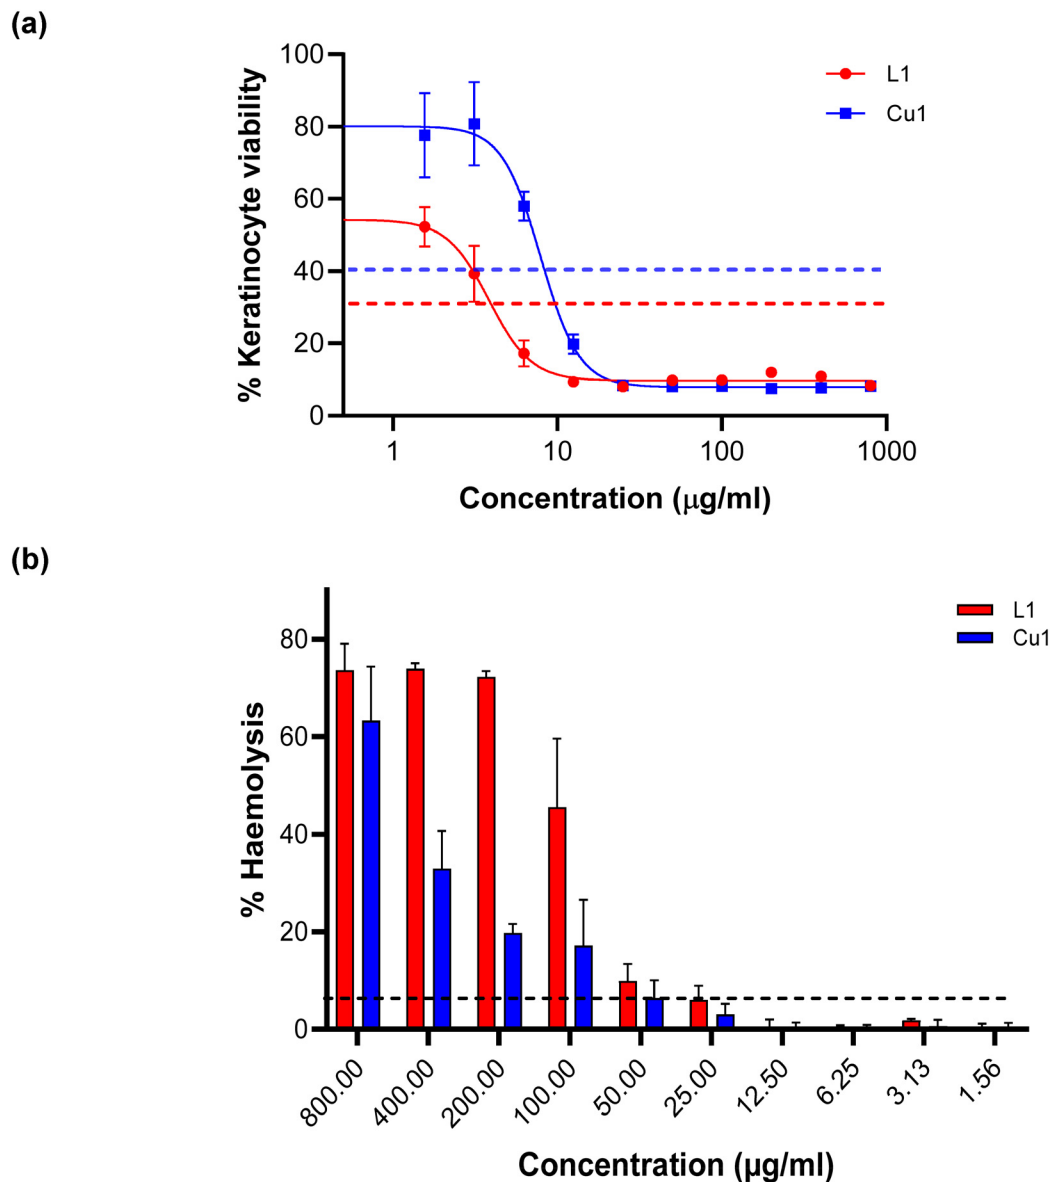 (a)
% Keratinocyte viability
100
80
60
40
20
0
1
10
100
1000
Concentration (μg/ml)
L1
Cu1
(b)
% Haemolysis
80
60
40
20
0
L1
Cu1
800.00
400.00
200.00
100.00
50.00
25.00
12.50
6.25
3.13
1.56
Concentration (µg/ml)